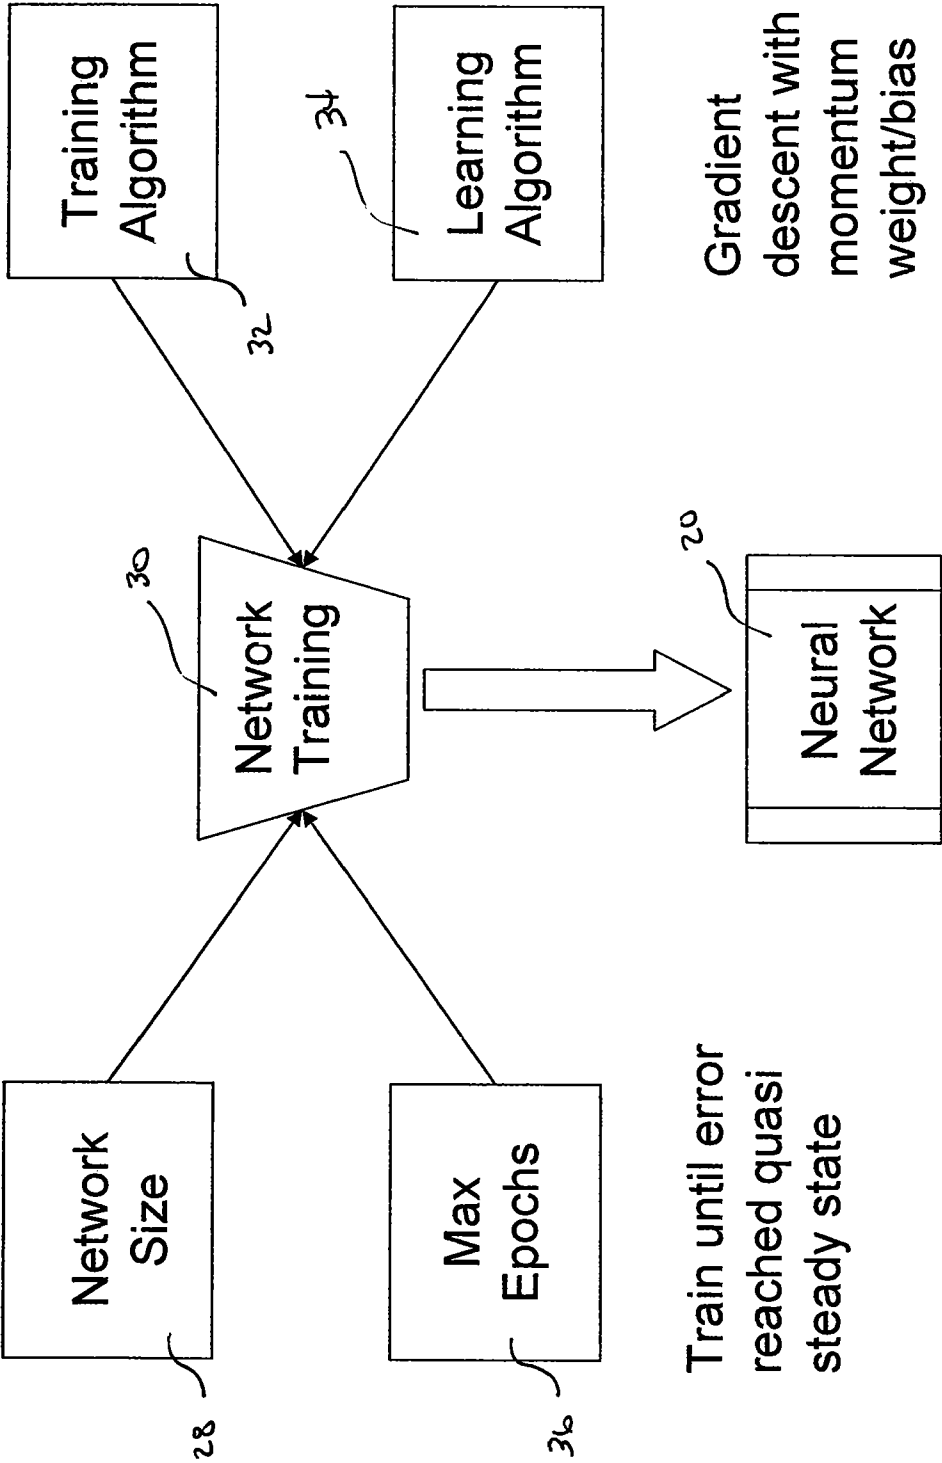 Network
Size
28
Max
Epochs
36
Train until error
reached quasi
steady state
30
Network
Training
20
Neural
Network
Training
Algorithm
32
34
Learning
Algorithm
Gradient
descent with
momentum
weight/bias